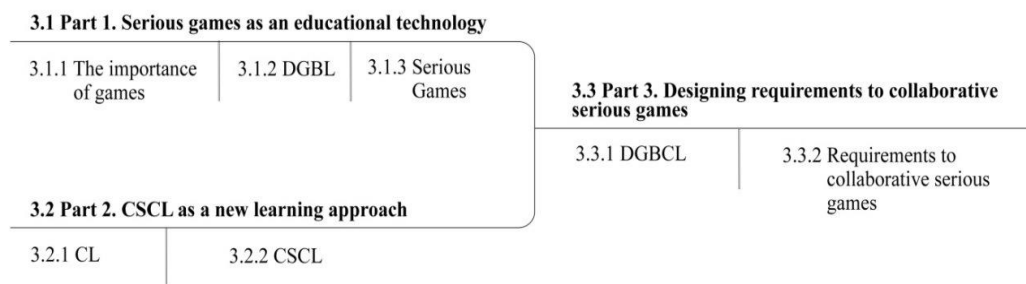 3.1 Part 1. Serious games as an educational technology
3.1.1 The importance
of games
3.1.2 DGBL
3.1.3 Serious
Games
3.2 Part 2. CSCL as a new learning approach
3.2.1 CL
3.2.2 CSCL
3.3 Part 3. Designing requirements to collaborative
serious games
3.3.1 DGBCL
3.3.2 Requirements to
collaborative serious
games